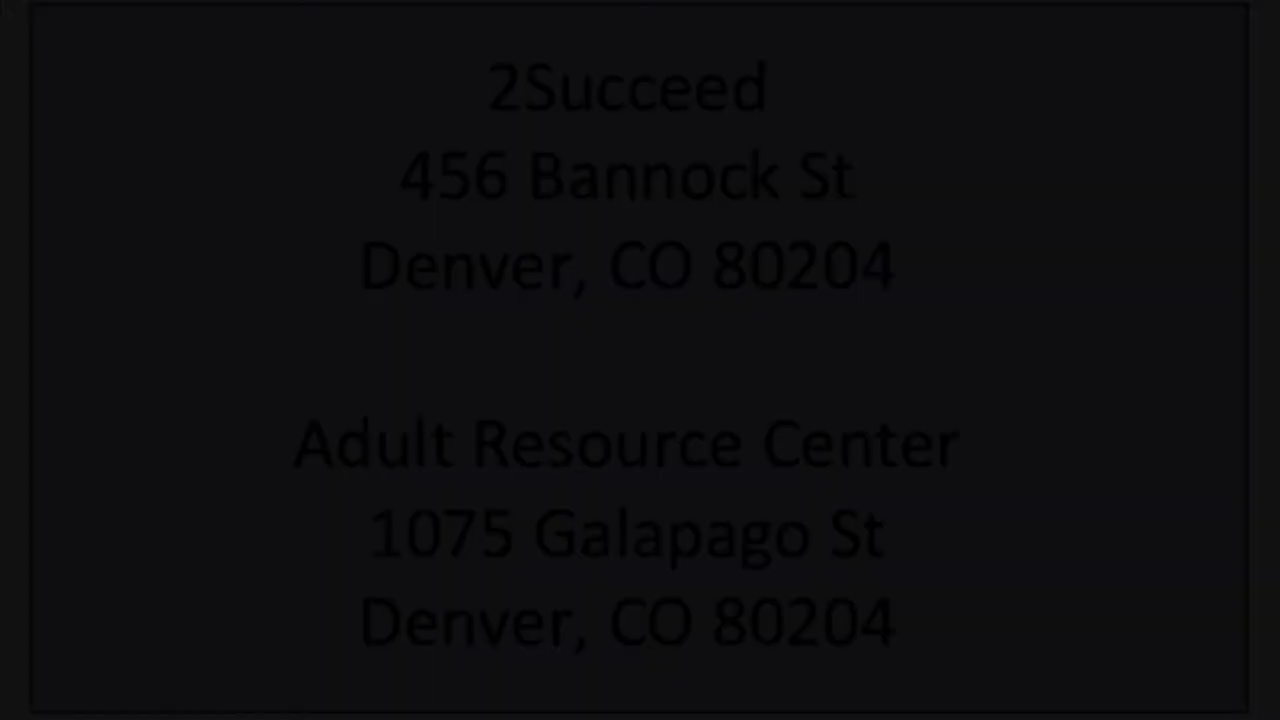 2Succeed
456 Bannock St
Denver, CO 80204
Adult Resource Center
1075 Galapago St
Denver, CO 80204